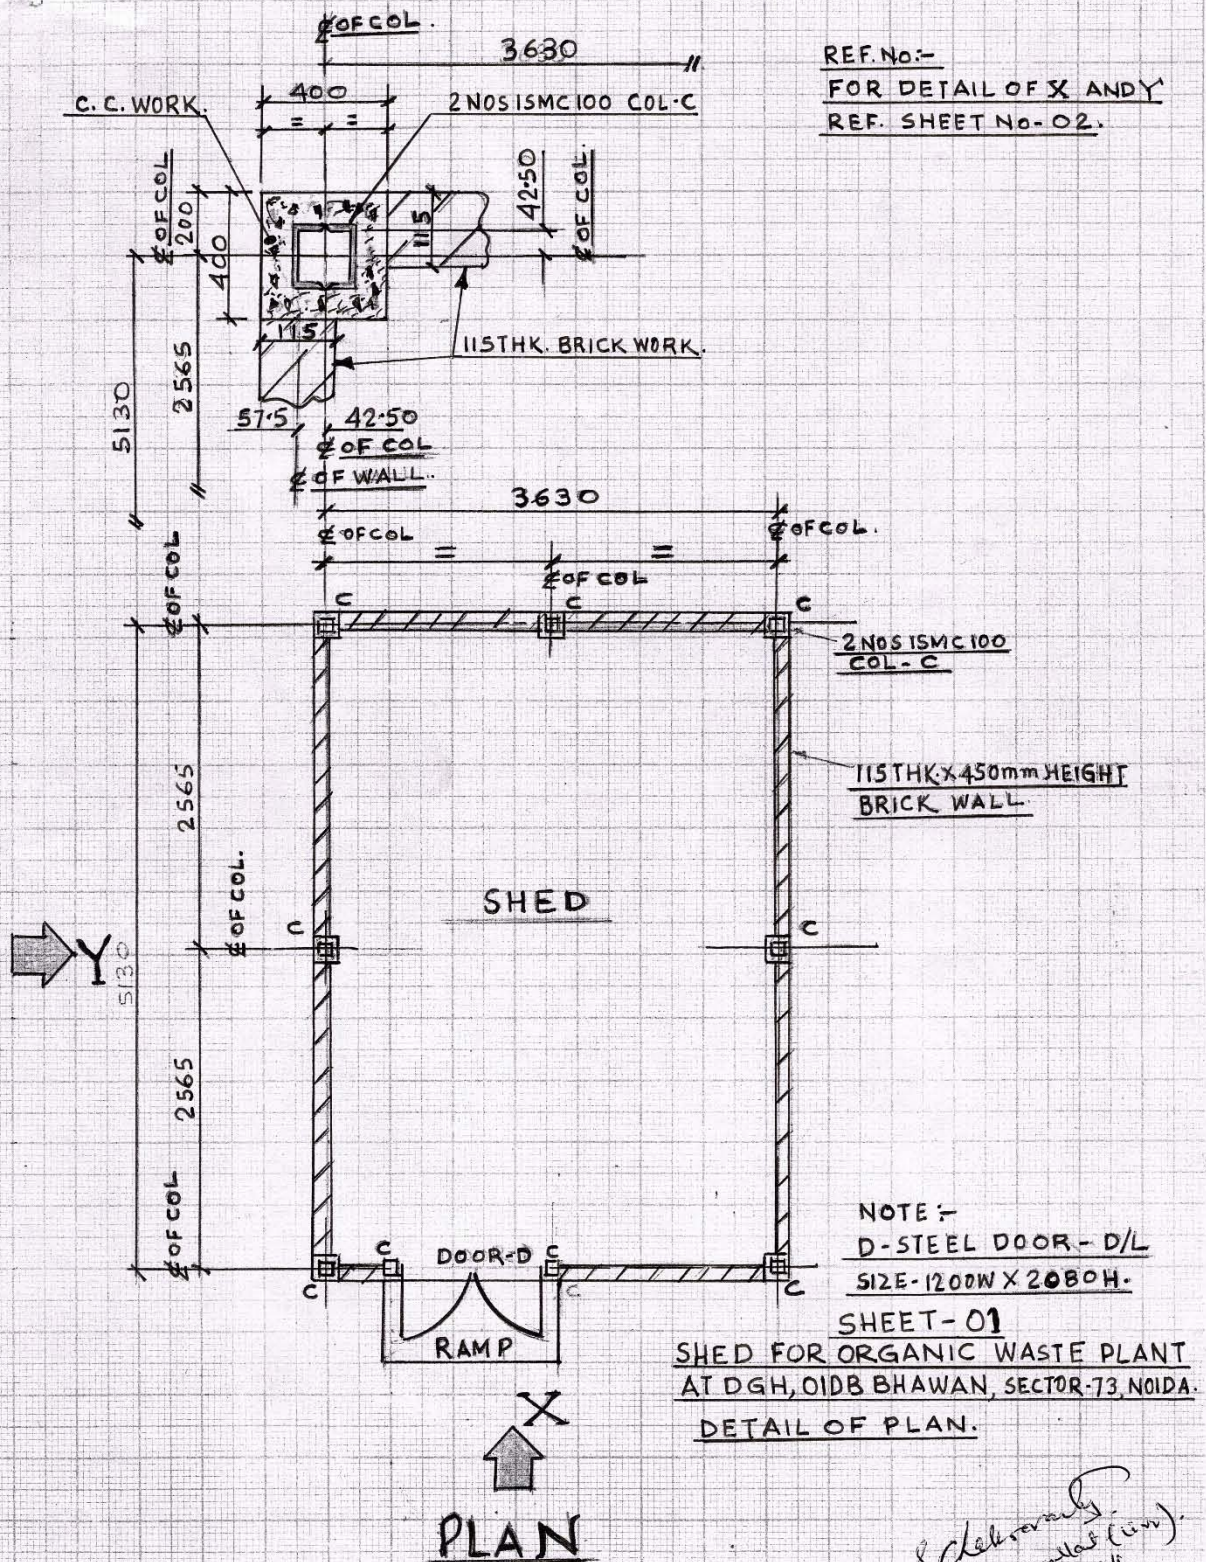 ℄ OF COL.
3630
REF. No:-
FOR DETAIL OF X AND Y
REF. SHEET No-02.
C.C. WORK.
400
2 NOS ISMC 100 COL-C
= =
℄ OF COL
200
400
115
42.50
℄ OF COL.
115
115 THK. BRICK WORK.
5130
2565
57.5
42.50
℄ OF COL
℄ OF WALL.
3630
℄ OF COL
℄ OF COL.
= =
℄ OF COL
℄ OF COL
C
C
C
2 NOS ISMC 100
COL-C
2565
115 THK.X 450mm HEIGHT
BRICK WALL
℄ OF COL.
SHED
C
C
Y
5130
2565
℄ OF COL
NOTE:-
D-STEEL DOOR - D/L
SIZE-1200W X 2080H.
C
DOOR-D
C
C
C
C
RAMP
SHEET-01
SHED FOR ORGANIC WASTE PLANT
AT DGH, OIDB BHAWAN, SECTOR-73, NOIDA.
DETAIL OF PLAN.
X
PLAN